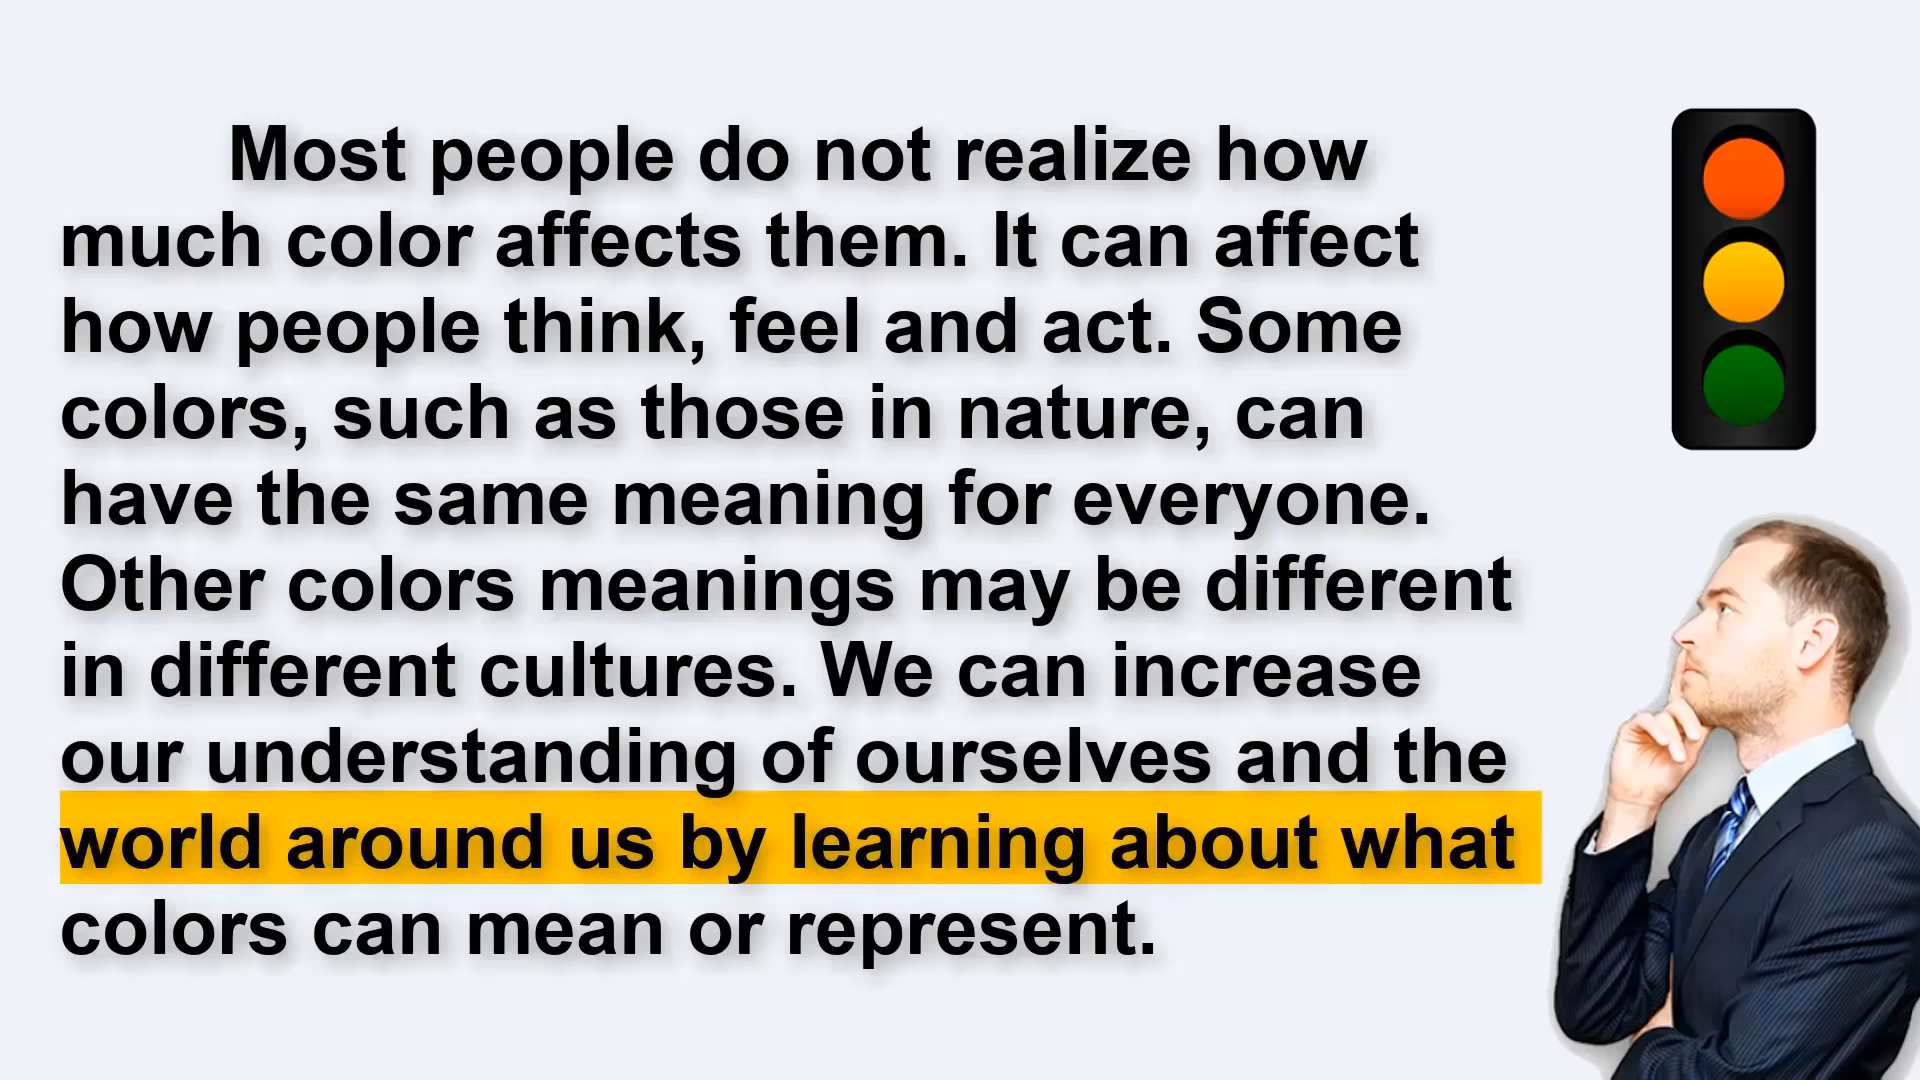 Most people do not realize how
much color affects them. It can affect
how people think, feel and act. Some
colors, such as those in nature, can
have the same meaning for everyone.
Other colors meanings may be different
in different cultures. We can increase
our understanding of ourselves and the
world around us by learning about what
colors can mean or represent.